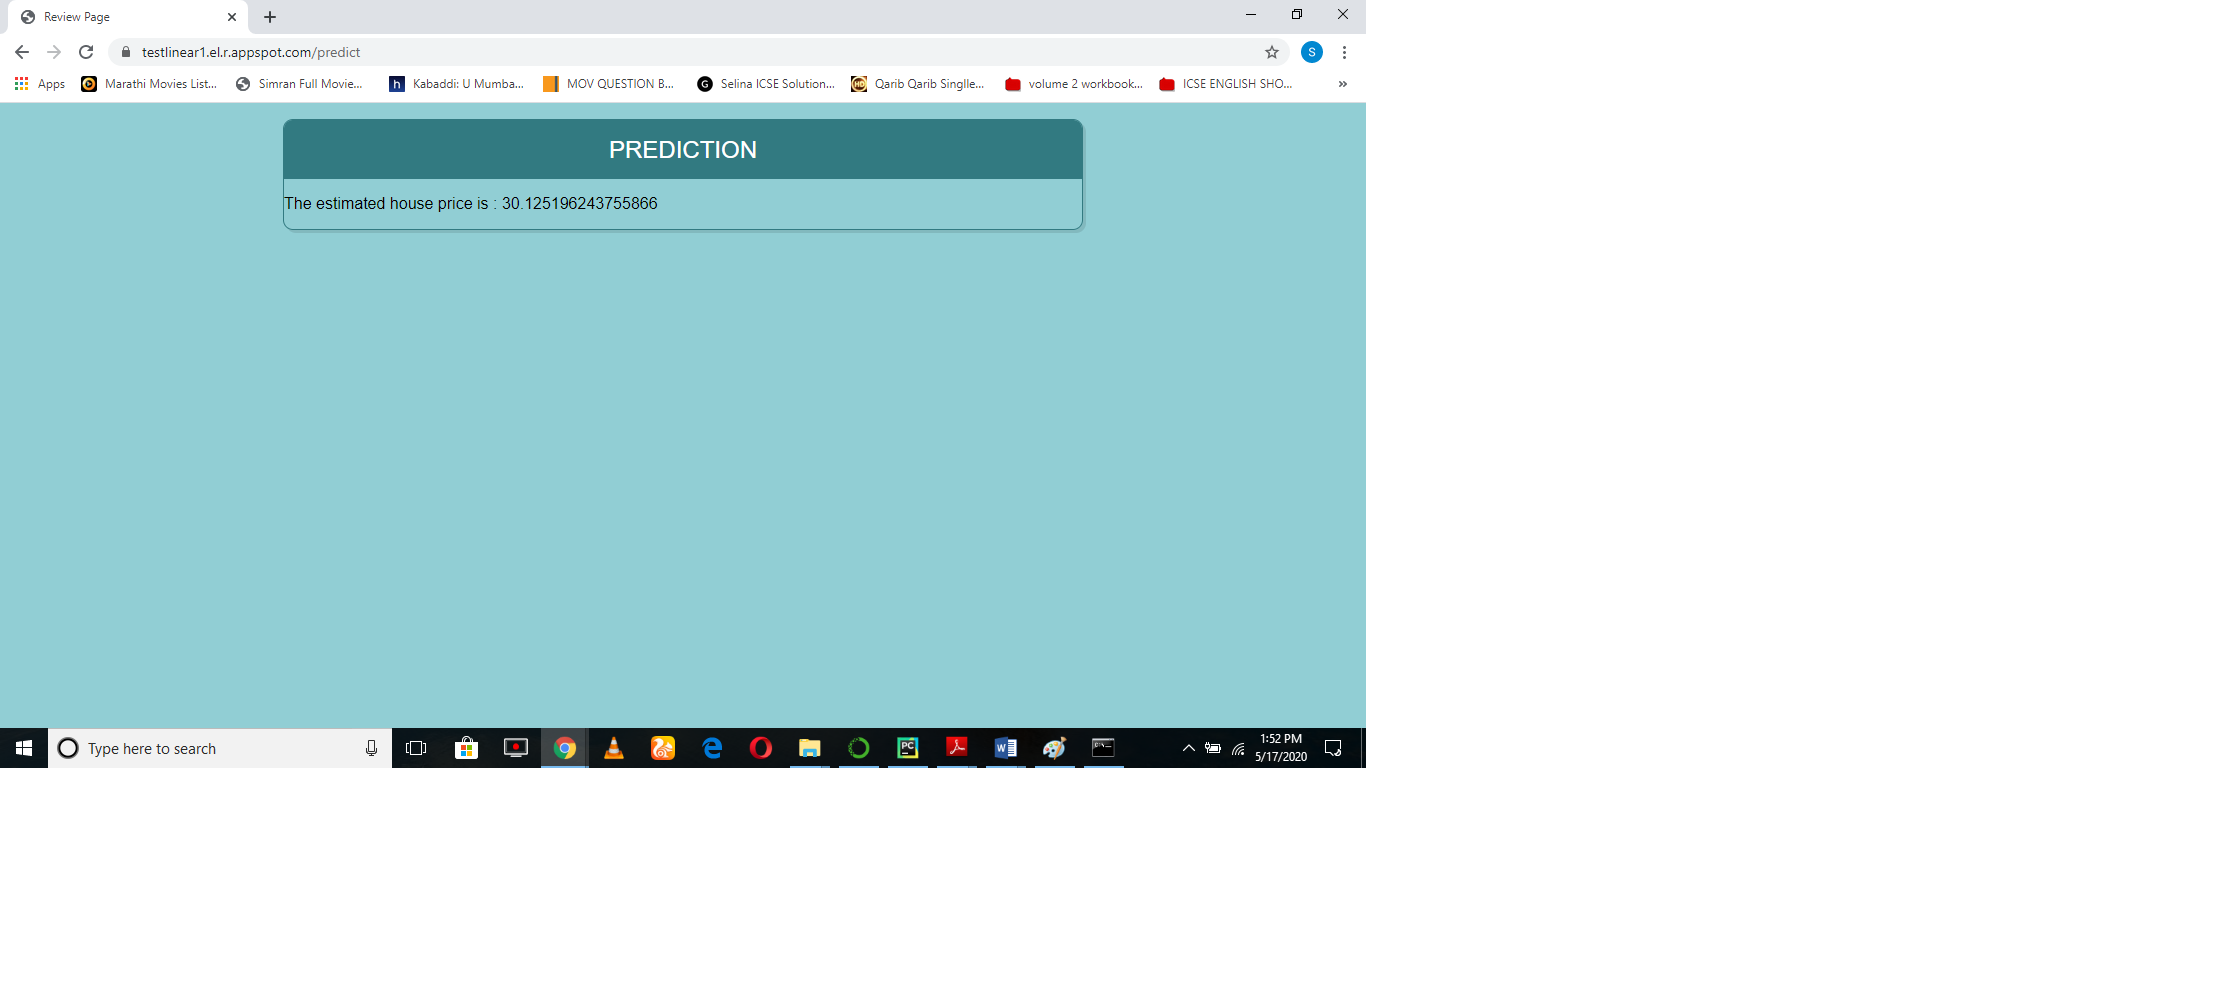 Review Page
testlinear1.el.r.appspot.com/predict
S
Apps
Marathi Movies List...
Simran Full Movie...
h
Kabaddi: U Mumba...
MOV QUESTION B...
G
Selina ICSE Solution...
HD
Qarib Qarib Singlle...
volume 2 workbook...
ICSE ENGLISH SHO...
»
PREDICTION
The estimated house price is : 30.125196243755866
Type here to search
PC
W
1:52 PM
5/17/2020